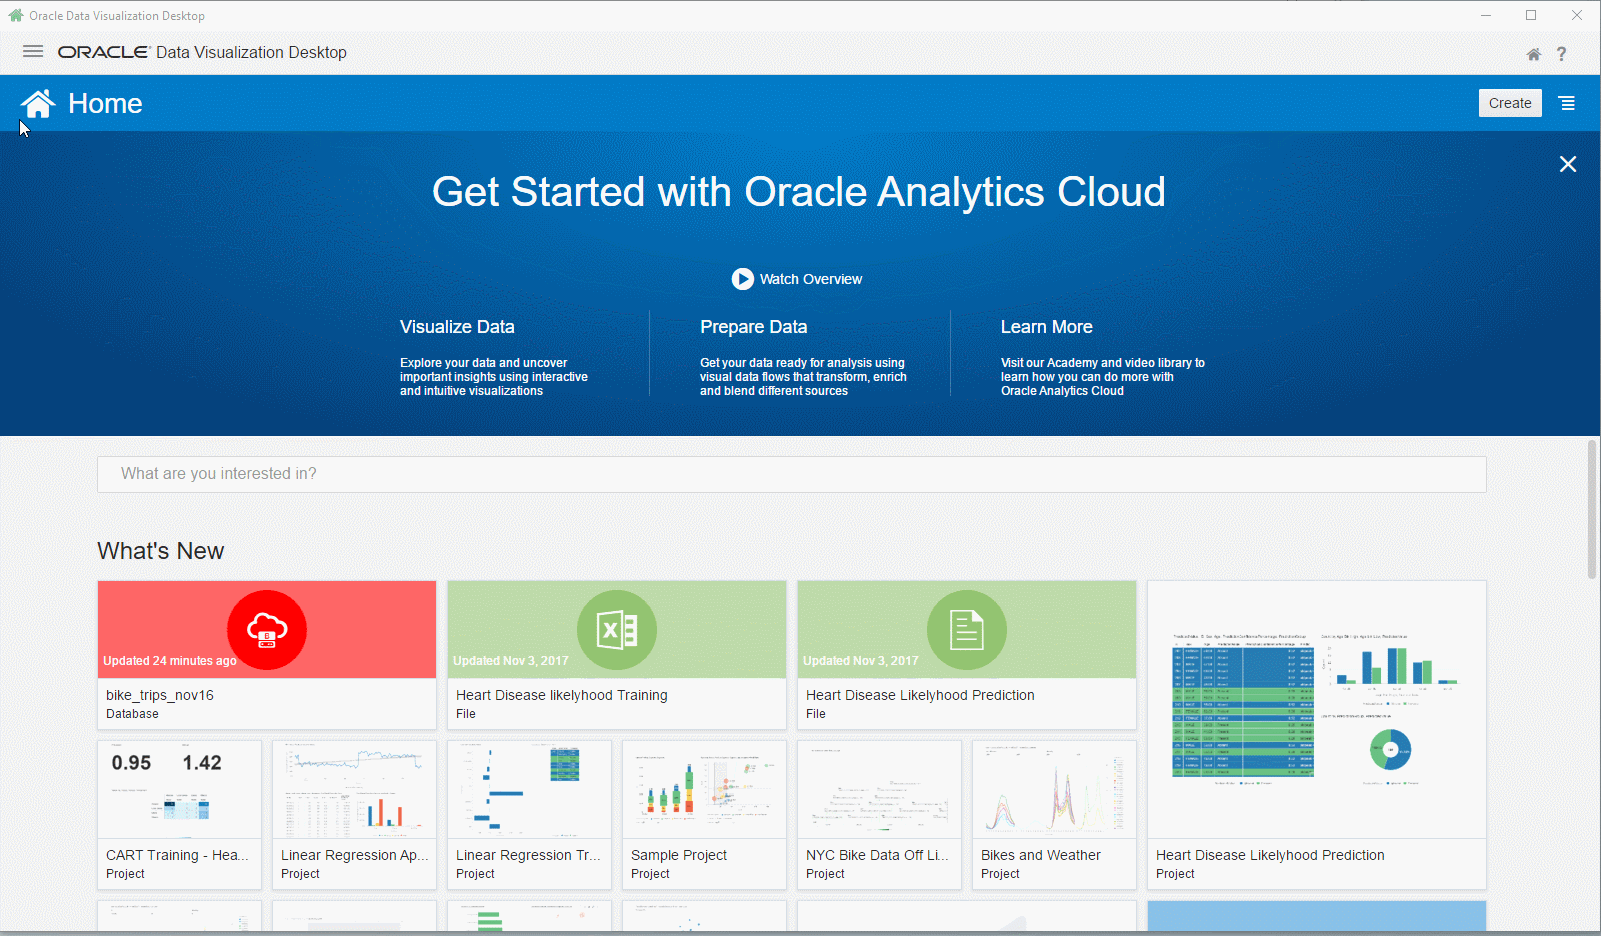 Oracle Data Visualization Desktop
ORACLE Data Visualization Desktop
?
Home
Create
Get Started with Oracle Analytics Cloud
Watch Overview
Visualize Data
Explore your data and uncover
important insights using interactive
and intuitive visualizations
Prepare Data
Get your data ready for analysis using
visual data flows that transform, enrich
and blend different sources
Learn More
Visit our Academy and video library to
learn how you can do more with
Oracle Analytics Cloud
What are you interested in?
What's New
Updated 24 minutes ago
bike_trips_nov16
Database
Updated Nov 3, 2017
Heart Disease likelyhood Training
File
Updated Nov 3, 2017
Heart Disease Likelyhood Prediction
File
0.95 1.42
CART Training - Hea...
Project
Linear Regression Ap...
Project
Linear Regression Tr...
Project
Sample Project
Project
NYC Bike Data Off Li...
Project
Bikes and Weather
Project
Heart Disease Likelyhood Prediction
Project